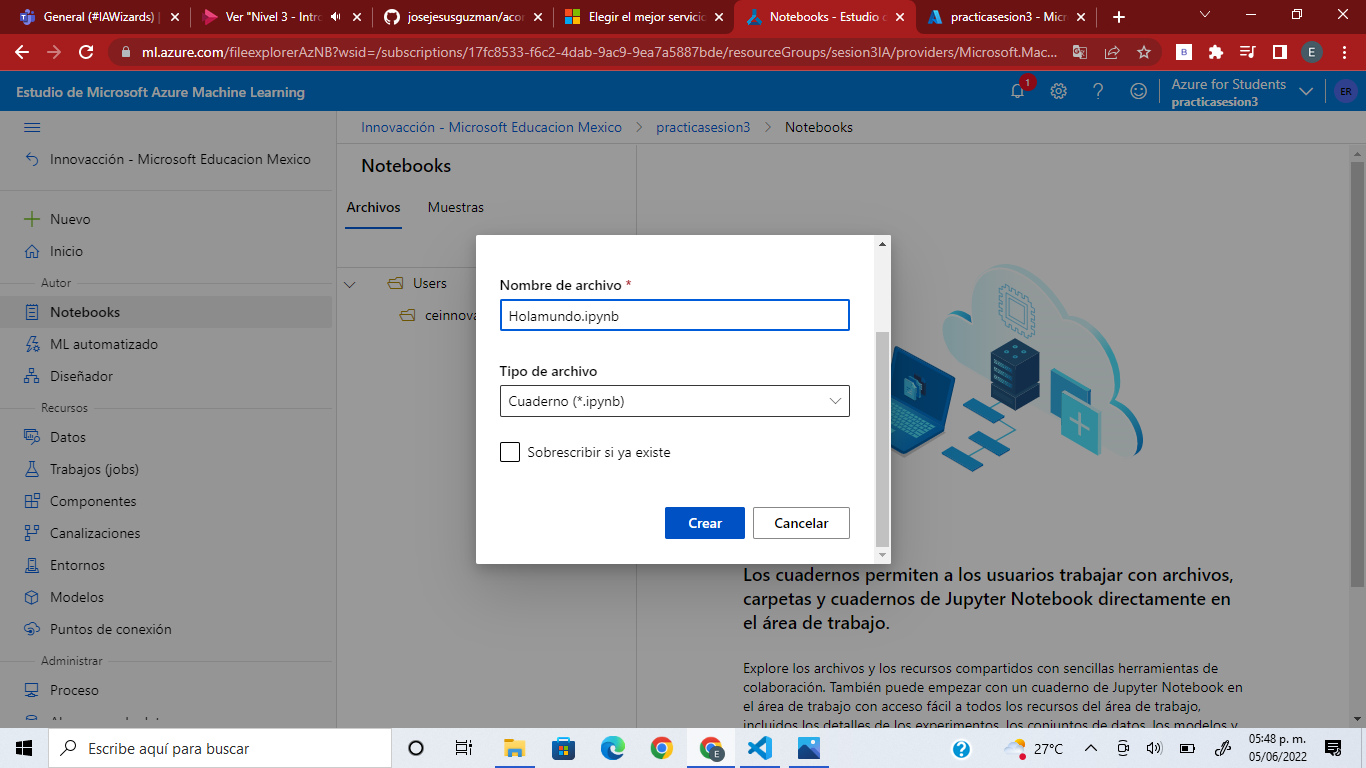 General (#IAWizards) |
Ver "Nivel 3 - Intro
josejesusguzman/acor
Elegir el mejor servicio
Notebooks - Estudio d
practicasesion3 - Micr
ml.azure.com/fileexplorerAzNB?wsid=/subscriptions/17fc8533-f6c2-4dab-9ac9-9ea7a5887bde/resourceGroups/sesion3IA/providers/Microsoft.Mac...
B
E
Estudio de Microsoft Azure Machine Learning
1
Azure for Students
practicasesion3
ER
Innovacción - Microsoft Educacion Mexico
Nuevo
Inicio
Autor
Notebooks
ML automatizado
Diseñador
Recursos
Datos
Trabajos (jobs)
Componentes
Canalizaciones
Entornos
Modelos
Puntos de conexión
Administrar
Proceso
Innovacción - Microsoft Educacion Mexico > practicasesion3 > Notebooks
Notebooks
Archivos Muestras
Users
ceinnova
Nombre de archivo *
Holamundo.ipynb
Tipo de archivo
Cuaderno (*.ipynb)
Sobrescribir si ya existe
Crear Cancelar
Los cuadernos permiten a los usuarios trabajar con archivos,
carpetas y cuadernos de Jupyter Notebook directamente en
el área de trabajo.
Explore los archivos y los recursos compartidos con sencillas herramientas de
colaboración. También puede empezar con un cuaderno de Jupyter Notebook en
el área de trabajo con acceso fácil a todos los recursos del área de trabajo,
incluidos los detalles de los experimentos, los conjuntos de datos, los modelos y
Escribe aquí para buscar
E
27°C
05:48 p. m.
05/06/2022